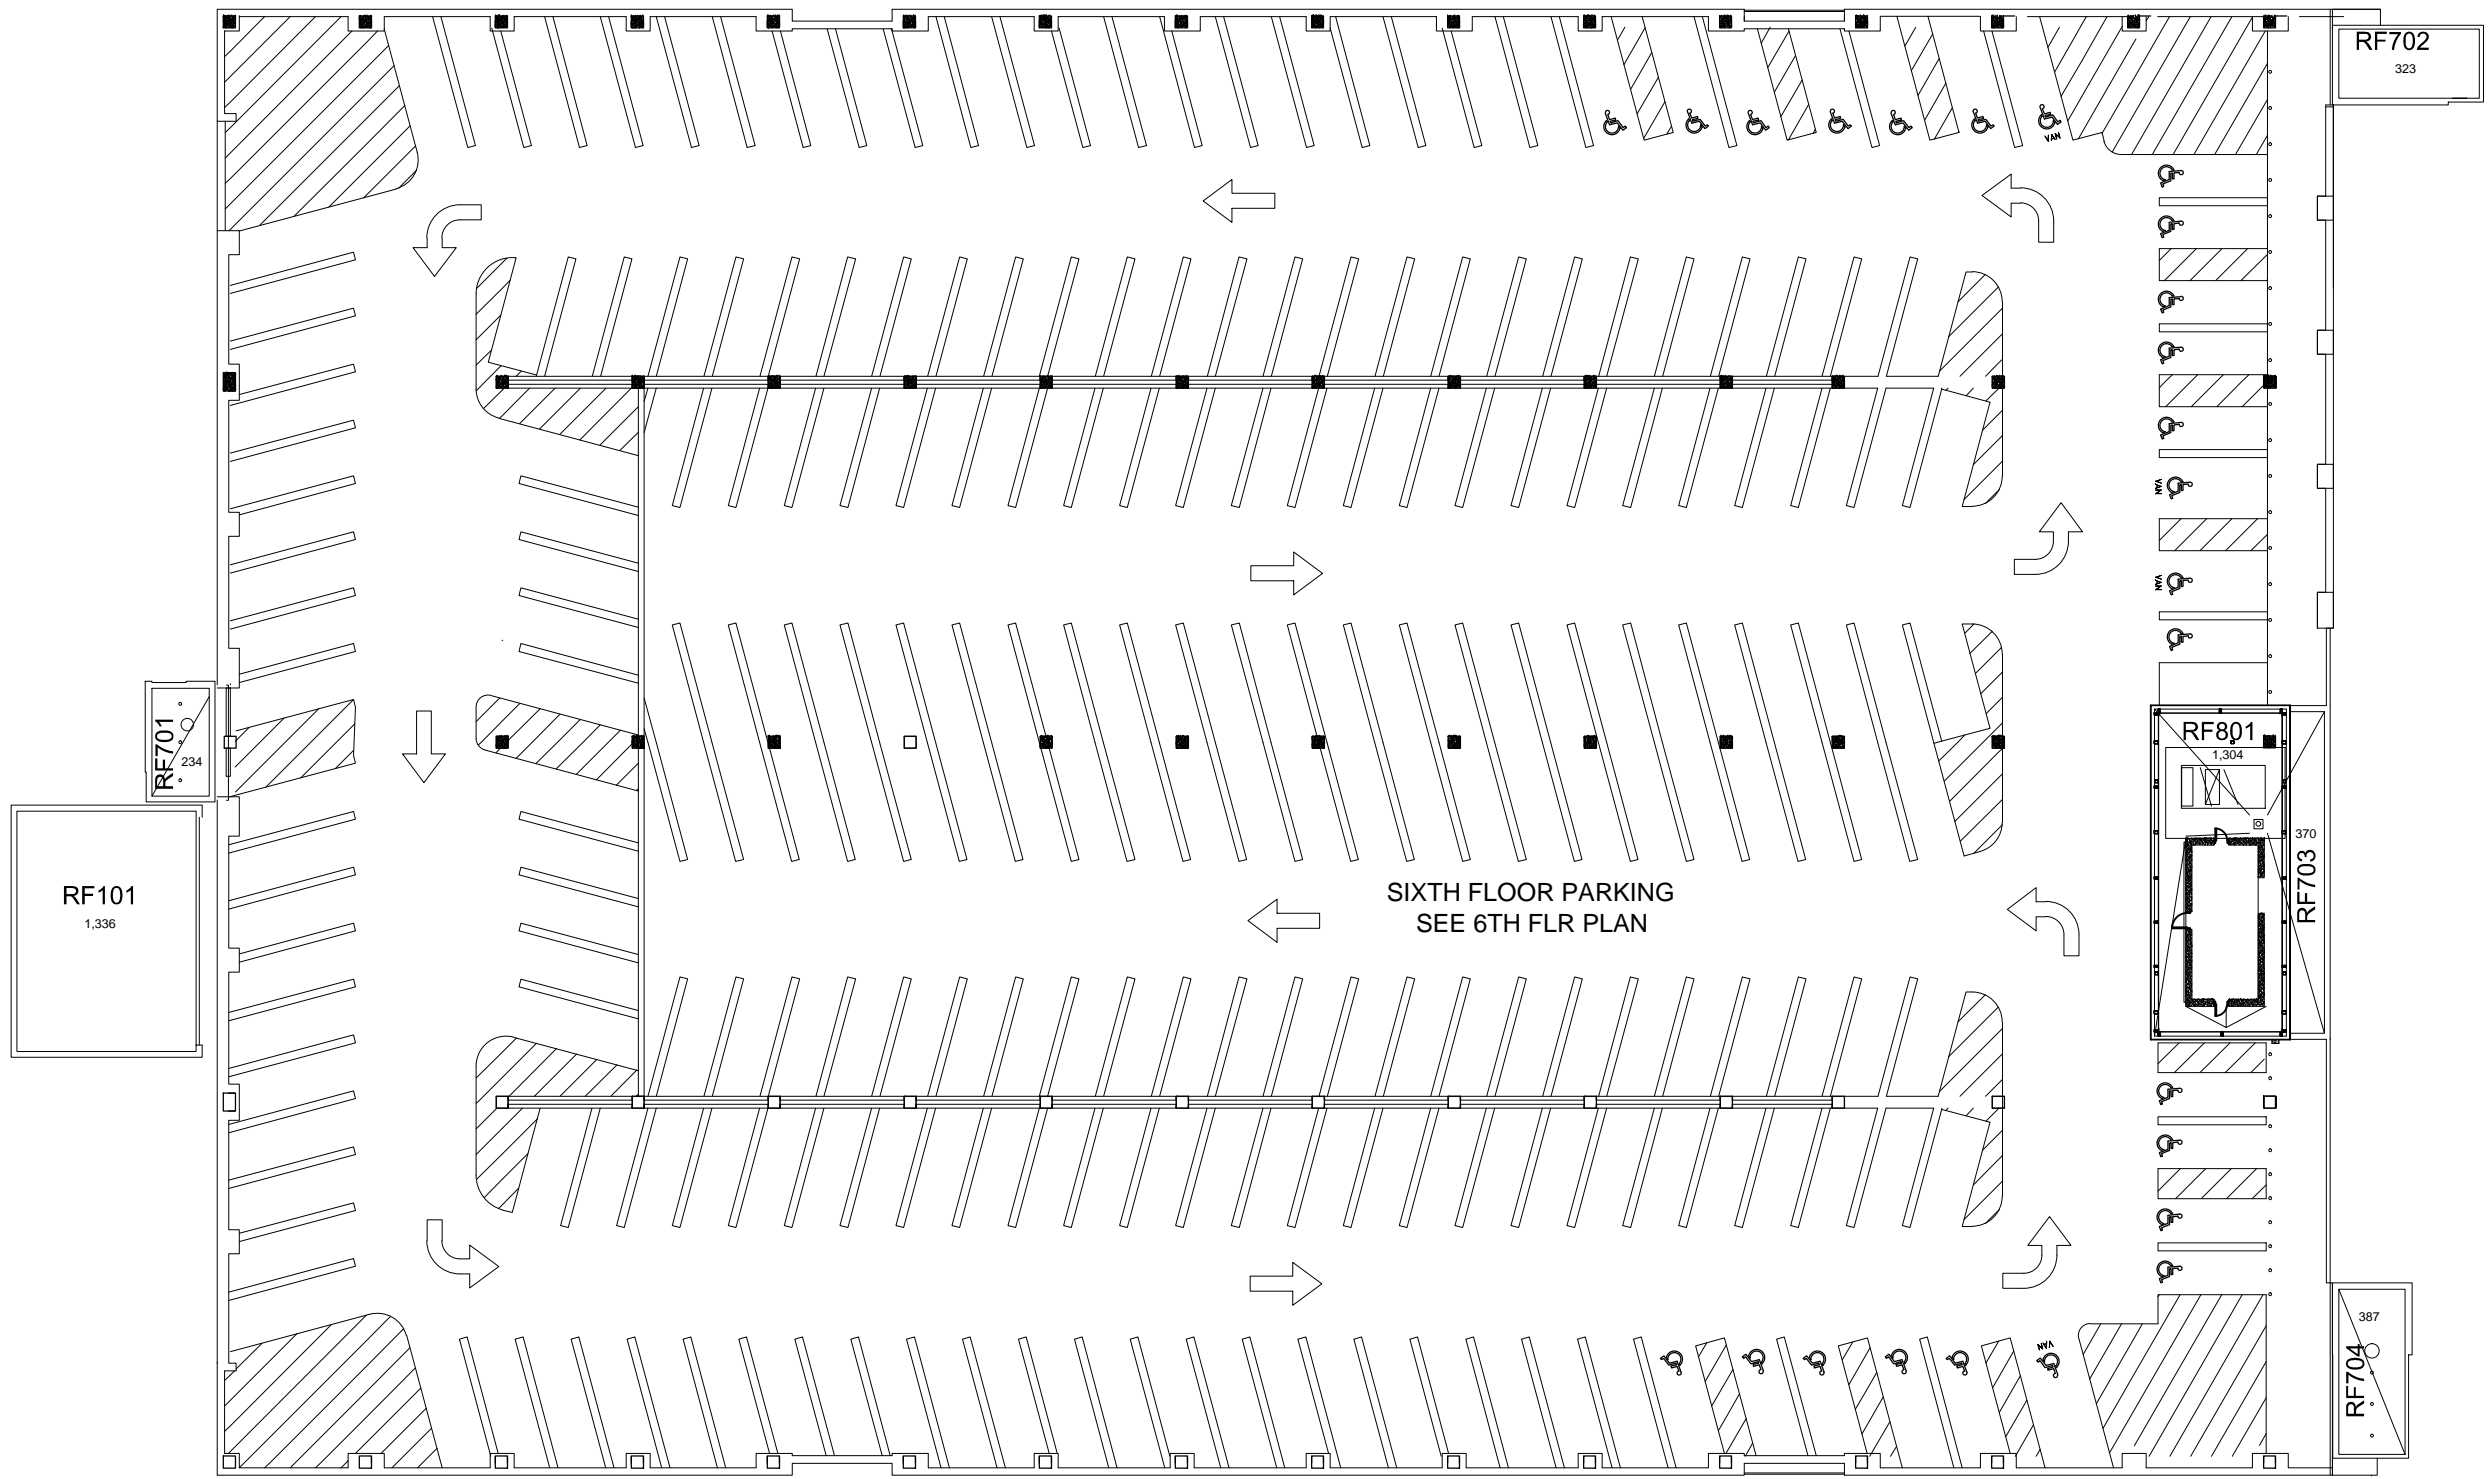 RF702
323
VAN
VAN
VAN
RF701
234
RF801
1,304
370
RF703
RF101
1,336
SIXTH FLOOR PARKING
SEE 6TH FLR PLAN
VAN
387
RF704